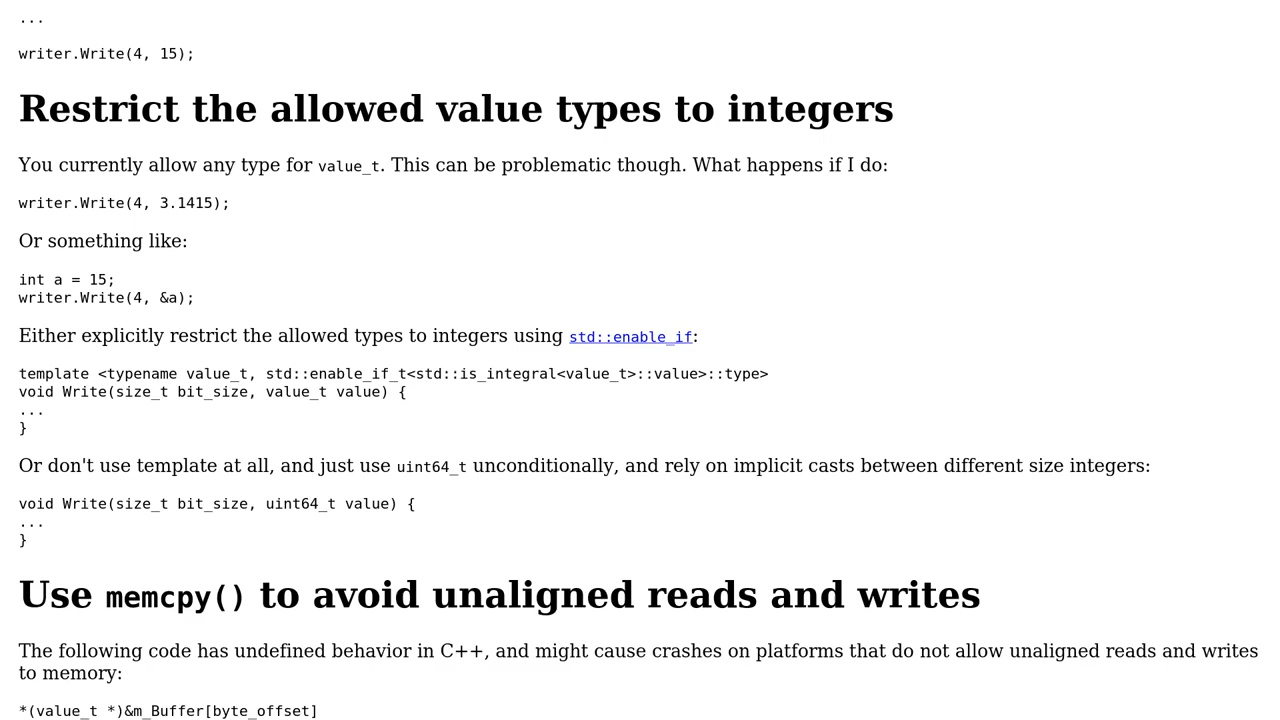 ...
writer.Write(4, 15);
Restrict the allowed value types to integers
You currently allow any type for value_t. This can be problematic though. What happens if I do:
writer.Write(4, 3.1415);
Or something like:
int a = 15;
writer.Write(4, &a);
Either explicitly restrict the allowed types to integers using std::enable_if:
template <typename value_t, std::enable_if_t<std::is_integral<value_t>::value>::type>
void Write(size_t bit_size, value_t value) {
...
}
Or don't use template at all, and just use uint64_t unconditionally, and rely on implicit casts between different size integers:
void Write(size_t bit_size, uint64_t value) {
...
}
Use memcpy() to avoid unaligned reads and writes
The following code has undefined behavior in C++, and might cause crashes on platforms that do not allow unaligned reads and writes
to memory:
*(value_t *)&m_Buffer[byte_offset]